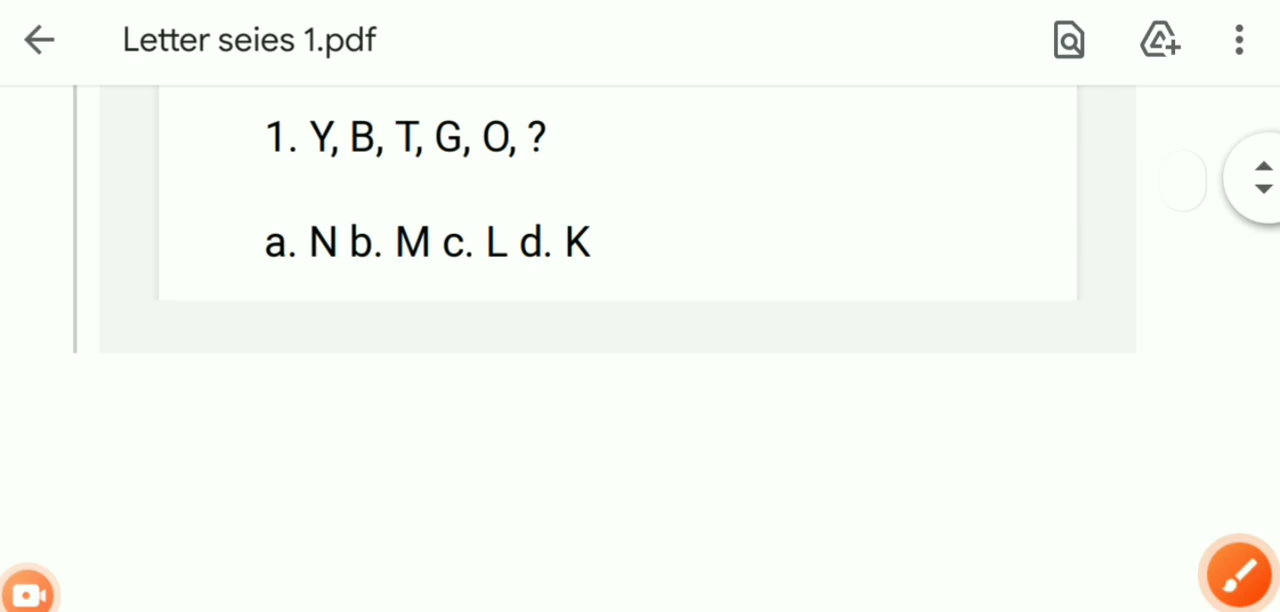 Letter seies 1.pdf
1. Y, B, T, G, O, ?
a. N b. M c. L d. K